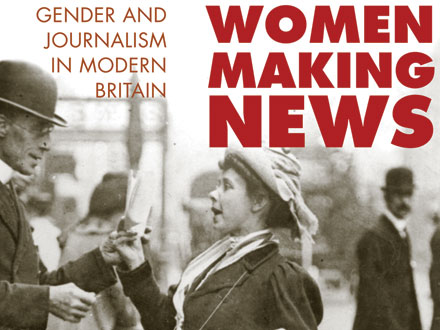 GENDER AND
JOURNALISM
IN MODERN
BRITAIN
WOMEN
MAKING
NEWS